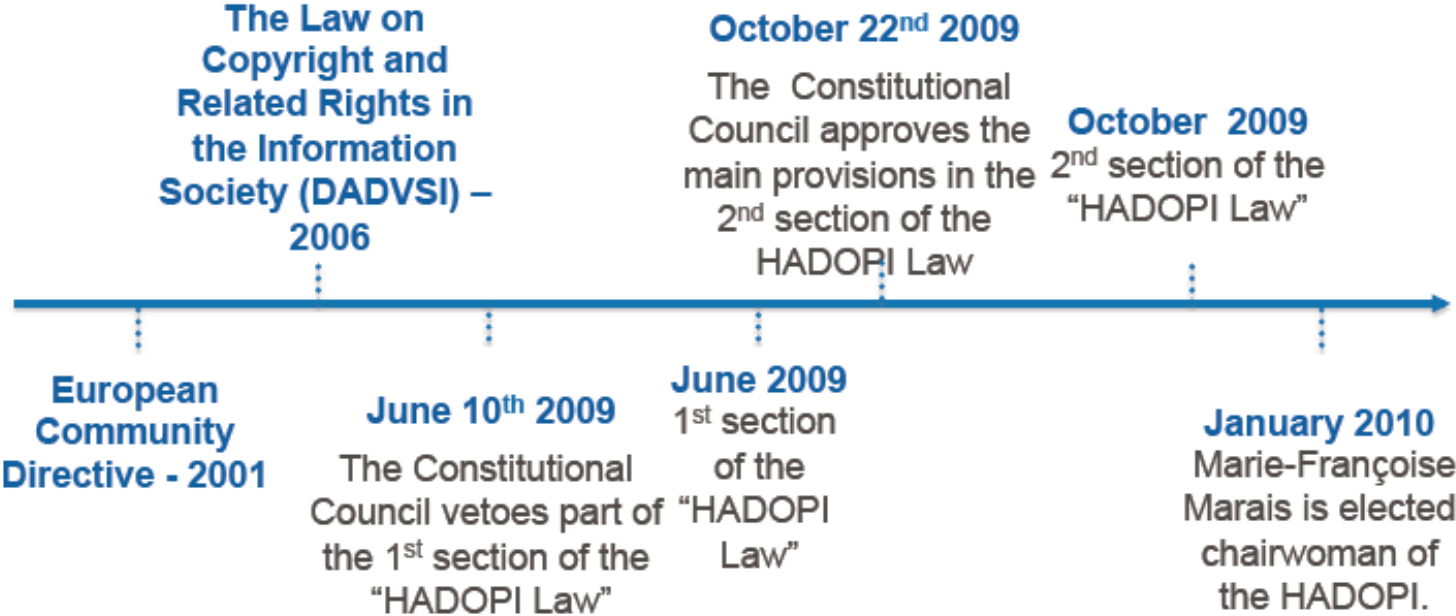 The Law on
Copyright and
Related Rights in
the Information
Society (DADVSI) –
2006
October 22nd 2009
The  Constitutional
Council approves the
main provisions in the
2nd section of the
HADOPI Law
October  2009
2nd section of the
“HADOPI Law”
European
Community
Directive - 2001
June 10th 2009
The Constitutional
Council vetoes part of
the 1st section of the
“HADOPI Law”
June 2009
1st section
of the
“HADOPI
Law”
January 2010
Marie-Françoise
Marais is elected
chairwoman of
the HADOPI.